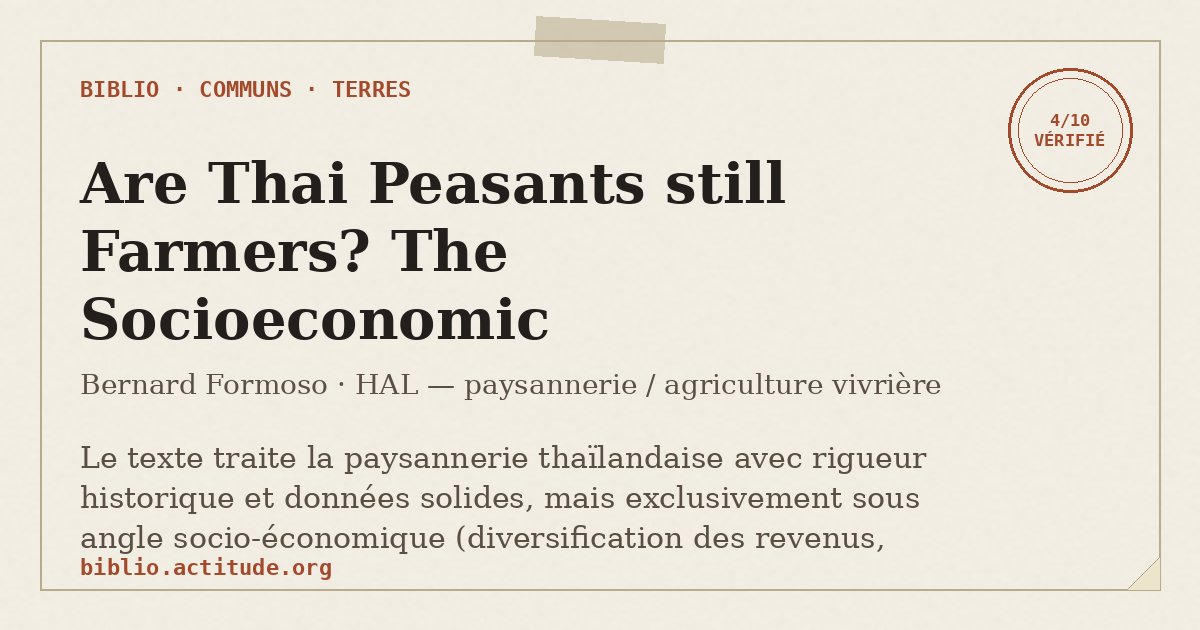 BIBLIO · COMMUNS · TERRES
4/10
VÉRIFIÉ
Are Thai Peasants still
Farmers? The
Socioeconomic
Bernard Formoso · HAL — paysannerie / agriculture vivrière
Le texte traite la paysannerie thaïlandaise avec rigueur
historique et données solides, mais exclusivement sous
angle socio-économique (diversification des revenus,
biblio.actitude.org